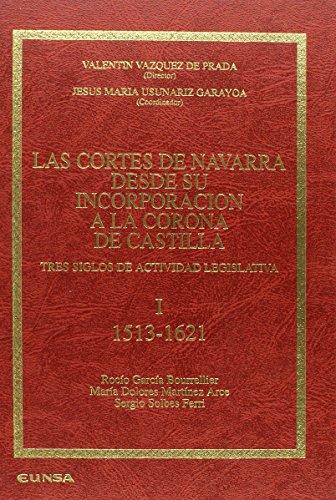 VALENTIN VAZQUEZ DE PRADA
(Director)
JESUS MARIA USUNARIZ GARAYOA
(Coordinador)
LAS CORTES DE NAVARRA
DESDE SU
INCORPORACION
A LA CORONA
DE CASTILLA
TRES SIGLOS DE ACTIVIDAD LEGISLATIVA
I
1513-1621
Rocío García Bourrellier
María Dolores Martínez Arce
Sergio Solbes Ferri
EUNSA